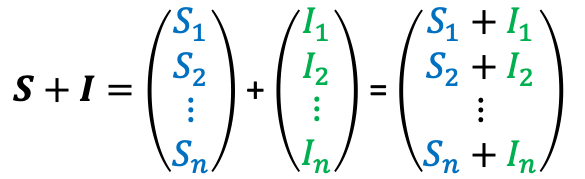 𝑺 + 𝑰 = (S₁ S₂ ⋮ Sₙ) + (I₁ I₂ ⋮ Iₙ) = (S₁ + I₁ S₂ + I₂ ⋮ Sₙ + Iₙ)